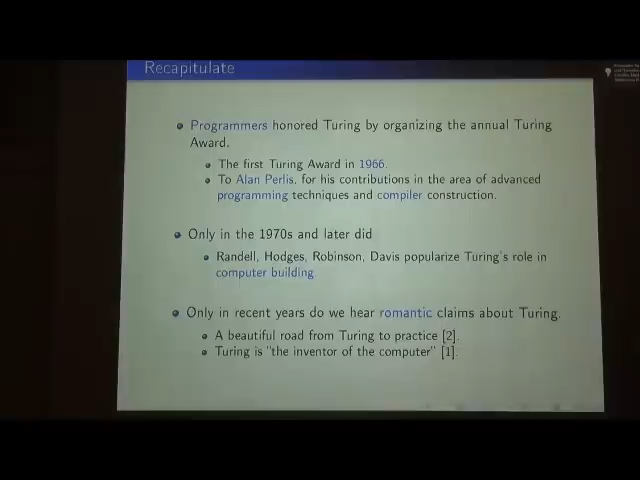 Recapitulate
Programmers honored Turing by organizing the annual Turing
Award.
The first Turing Award in 1966.
To Alan Perlis, for his contributions in the area of advanced
programming techniques and compiler construction.
Only in the 1970s and later did
Randell, Hodges, Robinson, Davis popularize Turing's role in
computer building
Only in recent years do we hear romantic claims about Turing.
A beautiful road from Turing to practice [2].
Turing is "the inventor of the computer" [1].